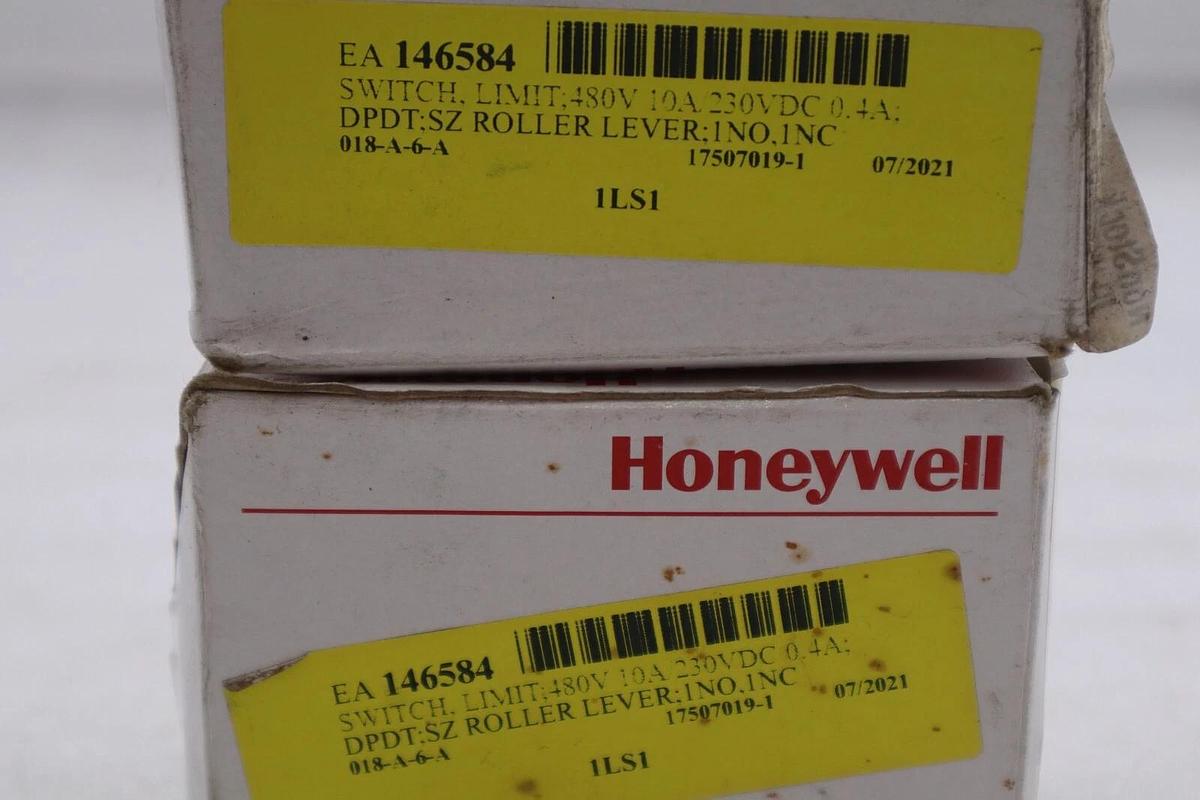 EA 146584
SWITCH, LIMIT;480V 10A/230VDC 0.4A;
DPDT;SZ ROLLER LEVER;1NO,1NC
018-A-6-A 17507019-1 07/2021
1LS1
Honeywell
EA 146584
SWITCH, LIMIT;480V 10A/230VDC 0.4A;
DPDT;SZ ROLLER LEVER;1NO,1NC
018-A-6-A 17507019-1 07/2021
1LS1